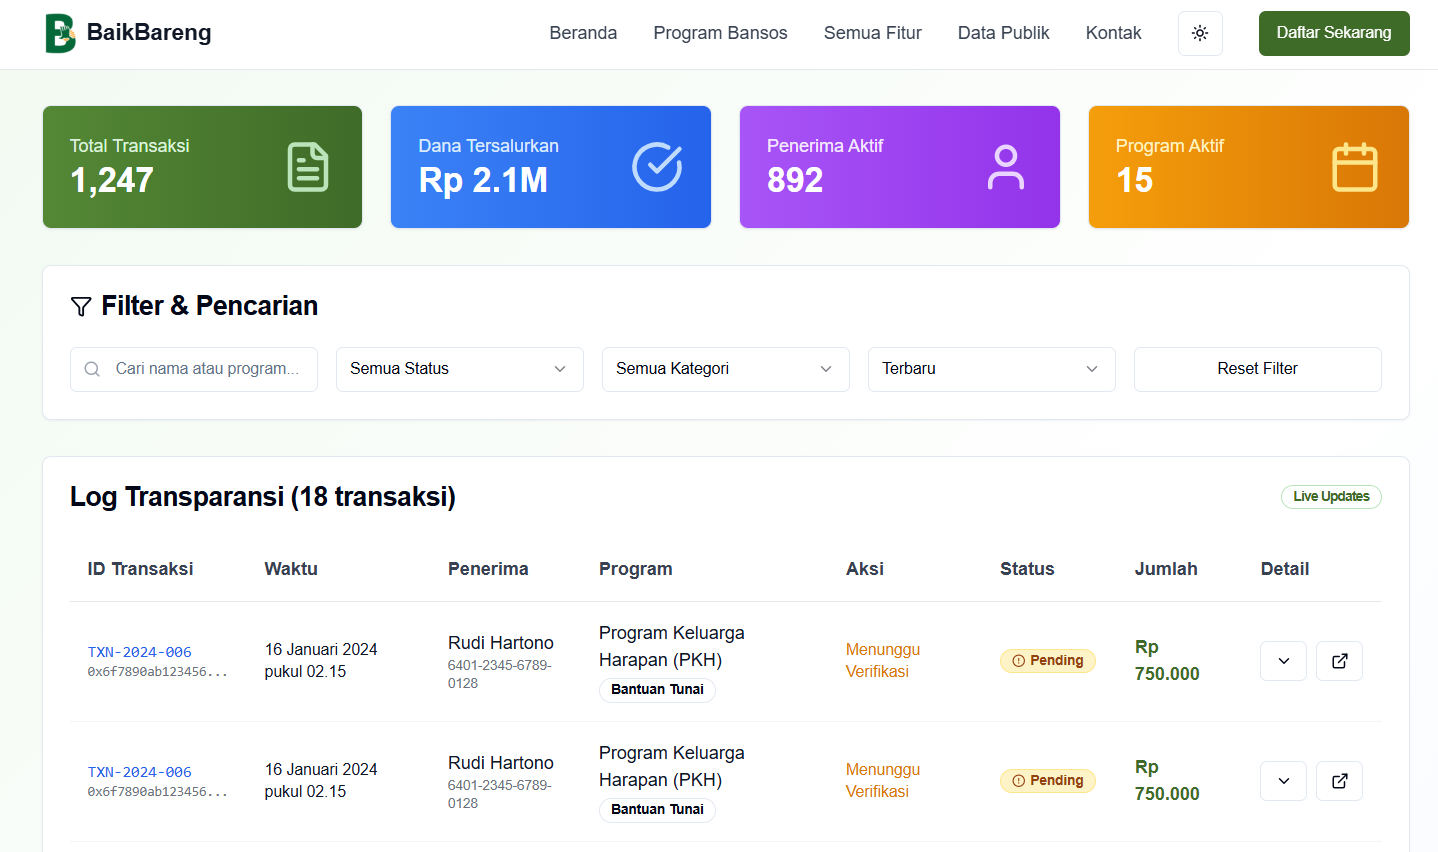 BaikBareng
Beranda
Program Bansos
Semua Fitur
Data Publik
Kontak
Daftar Sekarang
Total Transaksi
1,247
Dana Tersalurkan
Rp 2.1M
Penerima Aktif
892
Program Aktif
15
Filter & Pencarian
Cari nama atau program...
Semua Status
Semua Kategori
Terbaru
Reset Filter
Log Transparansi (18 transaksi)
Live Updates
ID Transaksi
Waktu
Penerima
Program
Aksi
Status
Jumlah
Detail
TXN-2024-006
0x6f7890ab123456...
16 Januari 2024
pukul 02.15
Rudi Hartono
6401-2345-6789-
0128
Program Keluarga
Harapan (PKH)
Bantuan Tunai
Menunggu
Verifikasi
Pending
Rp
750.000
TXN-2024-006
0x6f7890ab123456...
16 Januari 2024
pukul 02.15
Rudi Hartono
6401-2345-6789-
0128
Program Keluarga
Harapan (PKH)
Bantuan Tunai
Menunggu
Verifikasi
Pending
Rp
750.000